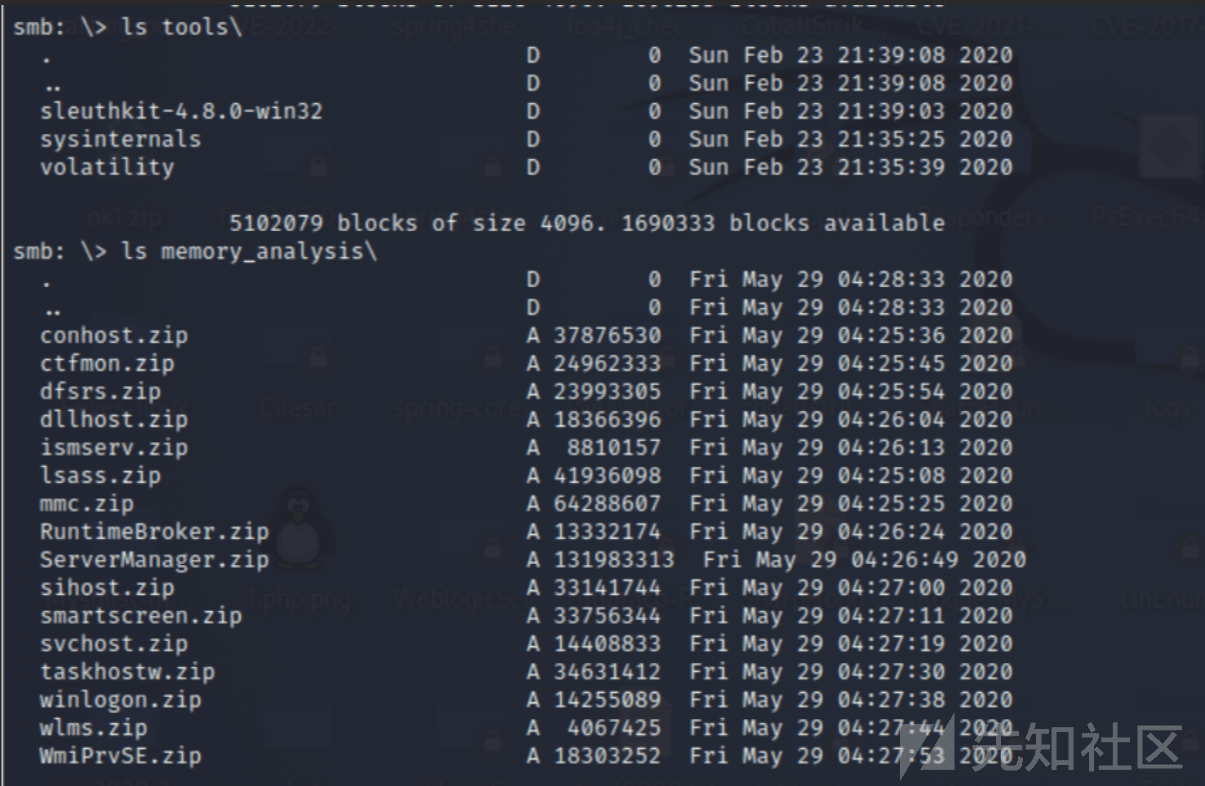 smb: \> ls tools\
. D 0 Sun Feb 23 21:39:08 2020
.. D 0 Sun Feb 23 21:39:08 2020
sleuthkit-4.8.0-win32 D 0 Sun Feb 23 21:39:03 2020
sysinternals D 0 Sun Feb 23 21:35:25 2020
volatility D 0 Sun Feb 23 21:35:39 2020
5102079 blocks of size 4096. 1690333 blocks available
smb: \> ls memory_analysis\
. D 0 Fri May 29 04:28:33 2020
.. D 0 Fri May 29 04:28:33 2020
conhost.zip A 37876530 Fri May 29 04:25:36 2020
ctfmon.zip A 24962333 Fri May 29 04:25:45 2020
dfsrs.zip A 23993305 Fri May 29 04:25:54 2020
dllhost.zip A 18366396 Fri May 29 04:26:04 2020
ismserv.zip A 8810157 Fri May 29 04:26:13 2020
lsass.zip A 41936098 Fri May 29 04:25:08 2020
mmc.zip A 64288607 Fri May 29 04:25:25 2020
RuntimeBroker.zip A 13332174 Fri May 29 04:26:24 2020
ServerManager.zip A 131983313 Fri May 29 04:26:49 2020
sihost.zip A 33141744 Fri May 29 04:27:00 2020
smartscreen.zip A 33756344 Fri May 29 04:27:11 2020
svchost.zip A 14408833 Fri May 29 04:27:19 2020
taskhostw.zip A 34631412 Fri May 29 04:27:30 2020
winlogon.zip A 14255089 Fri May 29 04:27:38 2020
wlms.zip A 4067425 Fri May 29 04:27:44 2020
WmiPrvSE.zip A 18303252 Fri May 29 04:27:53 2020
先知社区